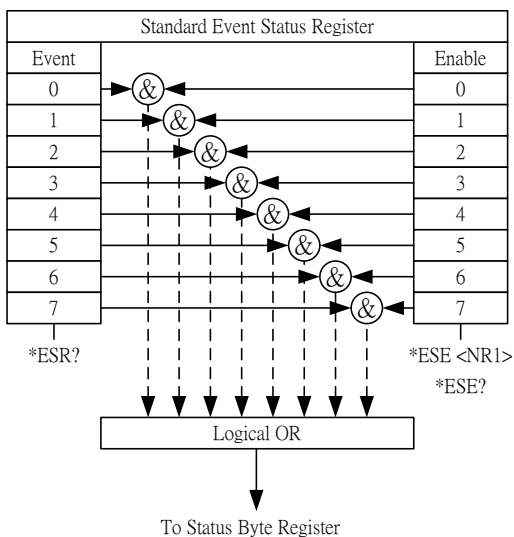 Standard Event Status Register
Event Enable
0 & 0
1 & 1
2 & 2
3 & 3
4 & 4
5 & 5
6 & 6
7 & 7
*ESR? *ESE <NR1>
*ESE?
Logical OR
To Status Byte Register